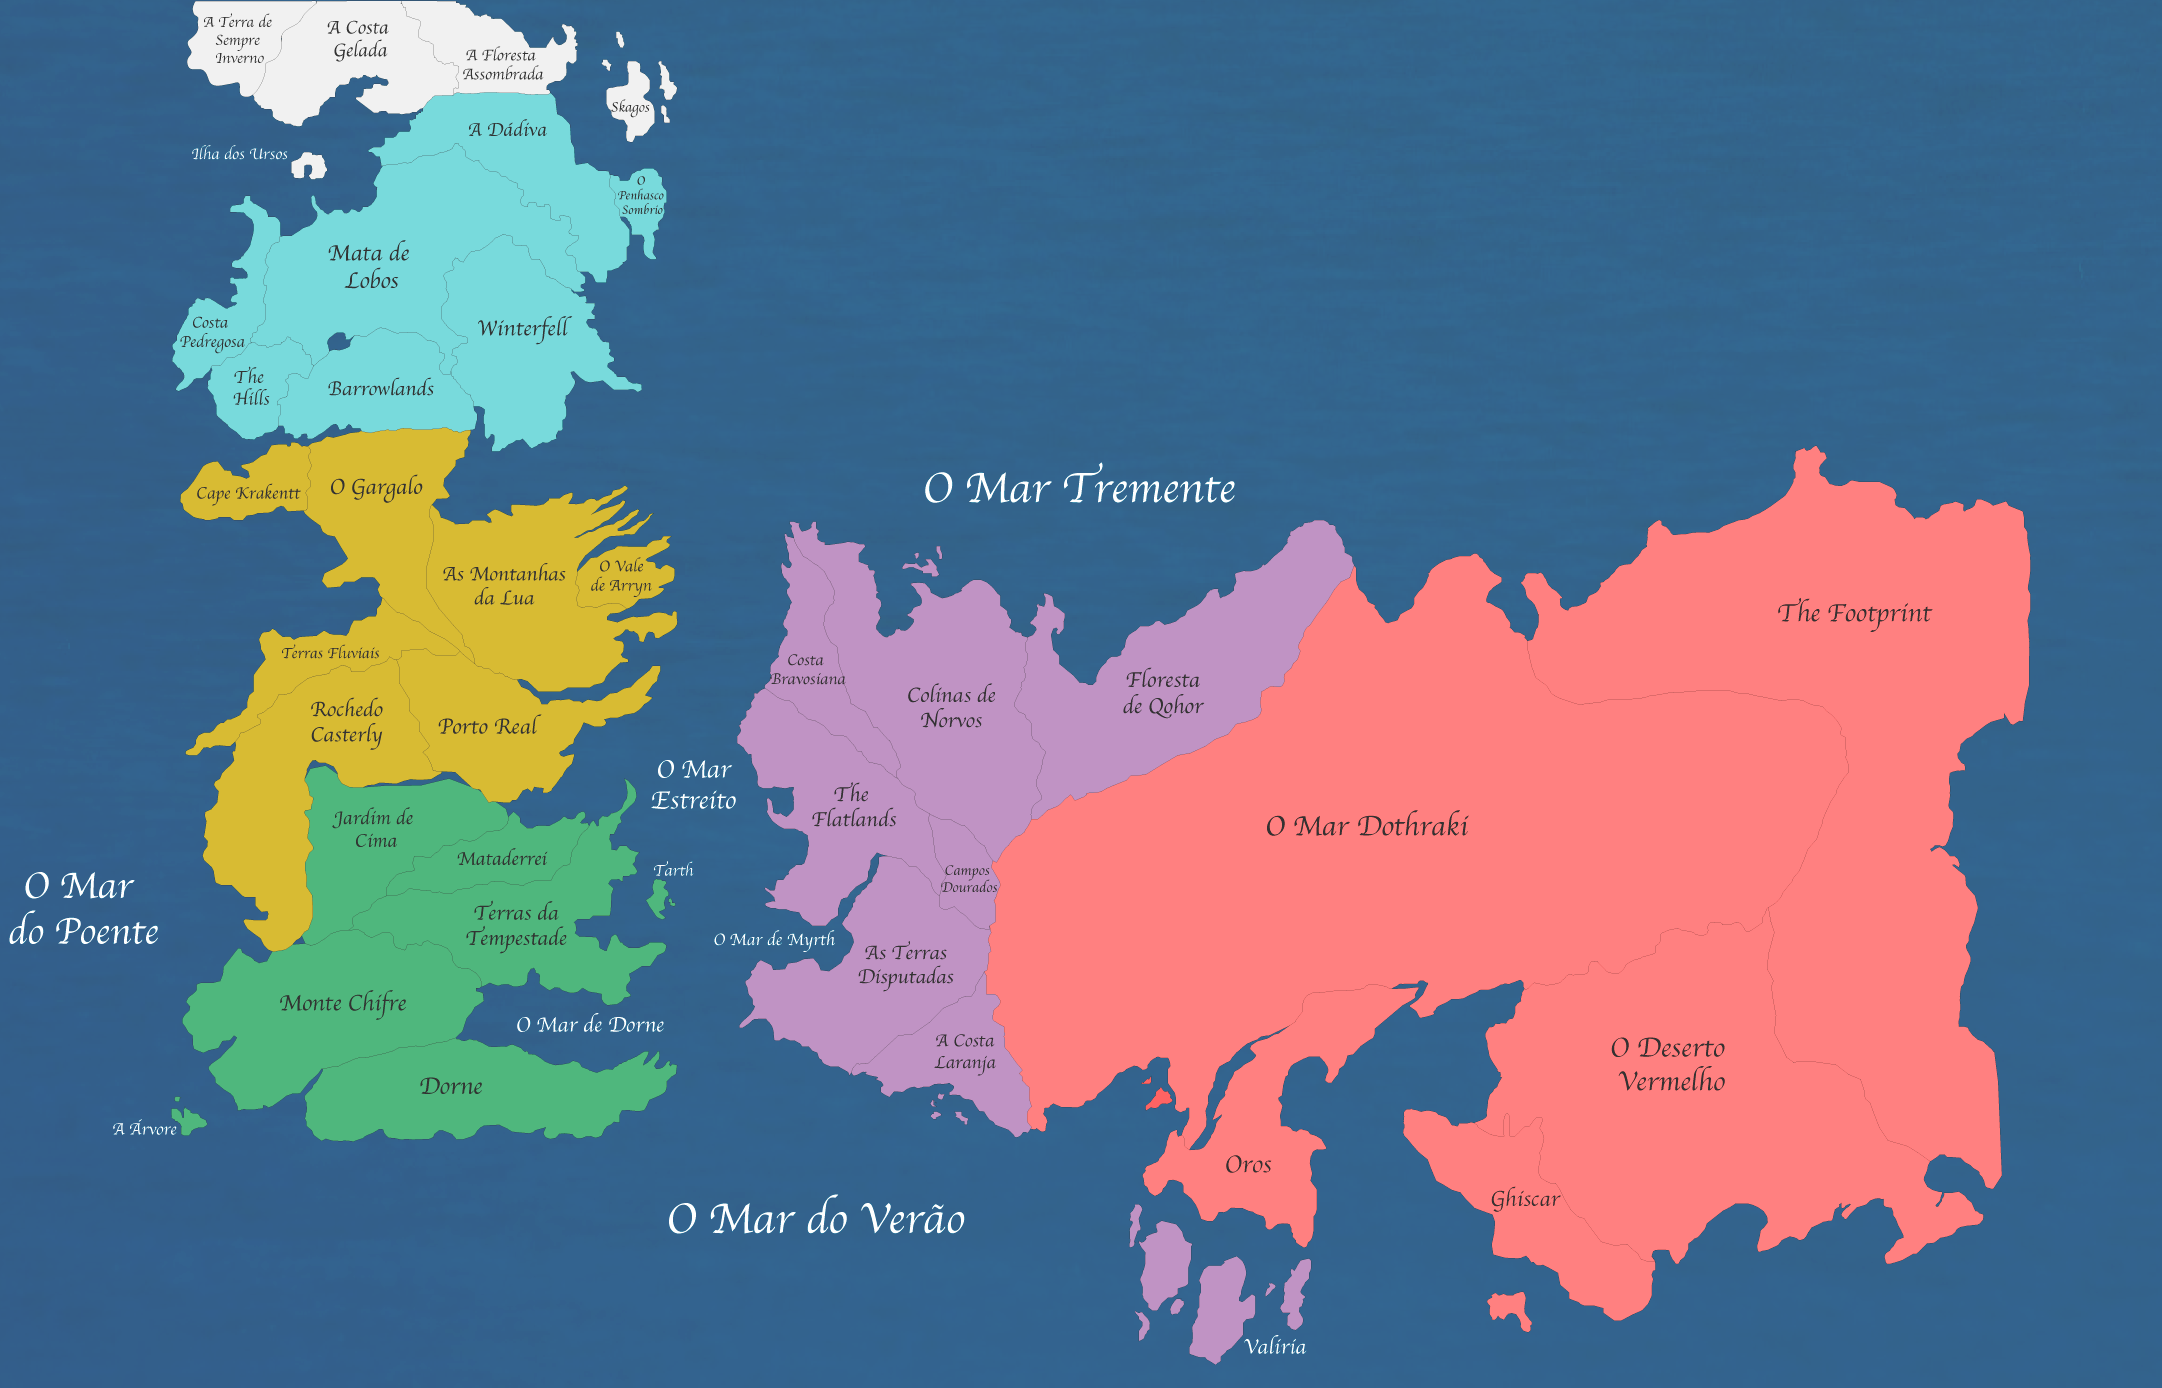 A Terra de
Sempre
Inverno
A Costa
Gelada
A Floresta
Assombrada
Skagos
A Dádiva
Ilha dos Ursos
O
Penhasco
Sombrio
Mata de
Lobos
Costa
Pedregosa
Winterfell
The
Hills
Barrowlands
Cape Krakentt
O Gargalo
As Montanhas
da Lua
O Vale
de Arryn
Terras Fluviais
Rochedo
Casterly
Porto Real
O Mar
Estreito
Jardim de
Cima
Mataderrei
Tarth
Terras da
Tempestade
O Mar
do Poente
Monte Chifre
O Mar de Dorne
Dorne
A Árvore
O Mar Tremente
Costa
Bravosiana
Colinas de
Norvos
Floresta
de Qohor
The
Flatlands
Campos
Dourados
O Mar de Myrth
As Terras
Disputadas
A Costa
Laranja
The Footprint
O Mar Dothraki
O Deserto
Vermelho
Oros
Ghiscar
O Mar do Verão
Valíria